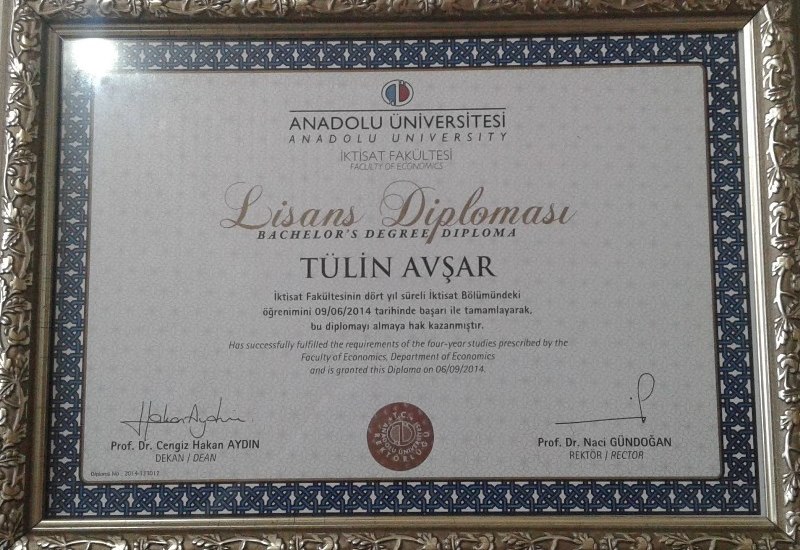 ANADOLU ÜNİVERSİTESİ
ANADOLU UNIVERSITY
İKTİSAT FAKÜLTESİ
FACULTY OF ECONOMICS
Lisans Diploması
BACHELOR'S DEGREE DIPLOMA
TÜLİN AVŞAR
İktisat Fakültesinin dört yıl süreli İktisat Bölümündeki
öğrenimini 09/06/2014 tarihinde başarı ile tamamlayarak,
bu diplomayı almaya hak kazanmıştır.
Has successfully fulfilled the requirements of the four-year studies prescribed by the
Faculty of Economics, Department of Economics
and is granted this Diploma on 06/09/2014.
Prof. Dr. Cengiz Hakan AYDIN
DEKAN / DEAN
Prof. Dr. Naci GÜNDOĞAN
REKTÖR / RECTOR
T.C.
Diploma No : 2014-